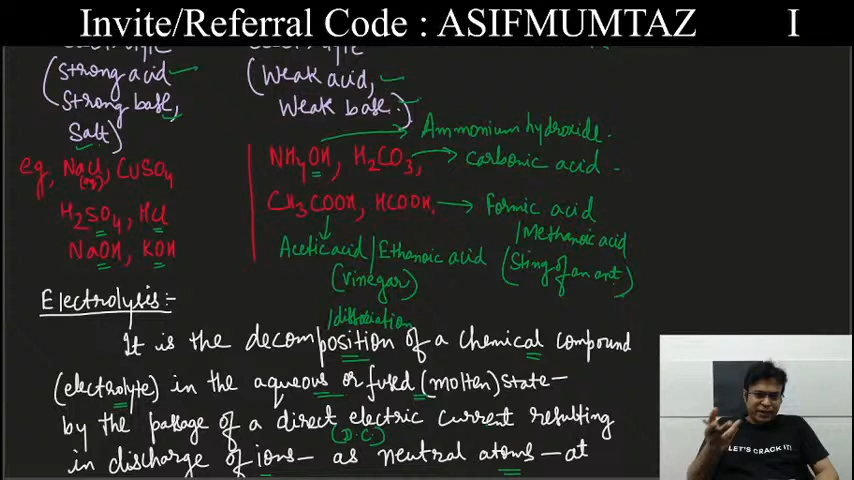 Invite/Referral Code : ASIFMUMTAZ I
(Strong acid
Strong base,
Salt)
(Weak acid,
Weak base.)
eg, NaCl, CuSO4
(aq)
H2SO4, HCl
NaOH, KOH
Ammonium hydroxide.
NH4OH, H2CO3, → carbonic acid.
CH3COOH, HCOOH. → Formic acid
/Methanoic acid
(Sting of an ant)
Acetic acid/Ethanoic acid
(vinegar)
Electrolysis:-
/dissociation
It is the decomposition of a chemical compound
(electrolyte) in the aqueous or fused (molten) state-
by the passage of a direct electric current resulting
(D.C.)
in discharge of ions- as neutral atoms- at
LET'S CRACK IT!